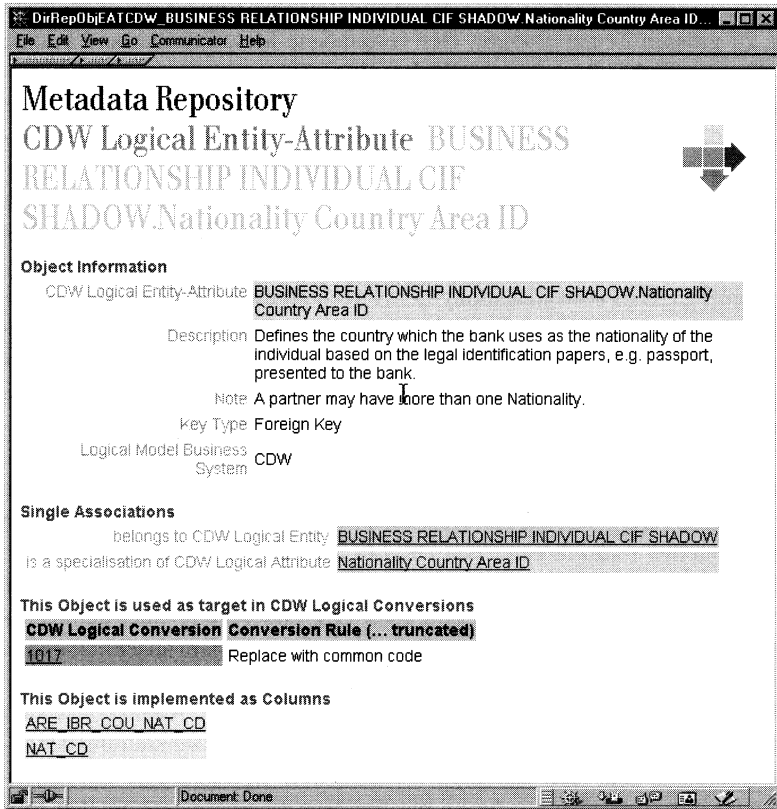 DirRepObjEATCDW_BUSINESS RELATIONSHIP INDIVIDUAL CIF SHADOW.Nationality Country Area ID...
File Edit View Go Communicator Help
Metadata Repository
CDW Logical Entity-Attribute BUSINESS
RELATIONSHIP INDIVIDUAL CIF
SHADOW.Nationality Country Area ID
Object Information
CDW Logical Entity-Attribute BUSINESS RELATIONSHIP INDIVIDUAL CIF SHADOW.Nationality
Country Area ID
Description Defines the country which the bank uses as the nationality of the
individual based on the legal identification papers, e.g. passport,
presented to the bank.
Note A partner may have more than one Nationality.
Key Type Foreign Key
Logical Model Business
System CDW
Single Associations
belongs to CDW Logical Entity BUSINESS RELATIONSHIP INDIVIDUAL CIF SHADOW
is a specialisation of CDW Logical Attribute Nationality Country Area ID
This Object is used as target in CDW Logical Conversions
CDW Logical Conversion Conversion Rule (... truncated)
1017 Replace with common code
This Object is implemented as Columns
ARE_IBR_COU_NAT_CD
NAT_CD
Document: Done